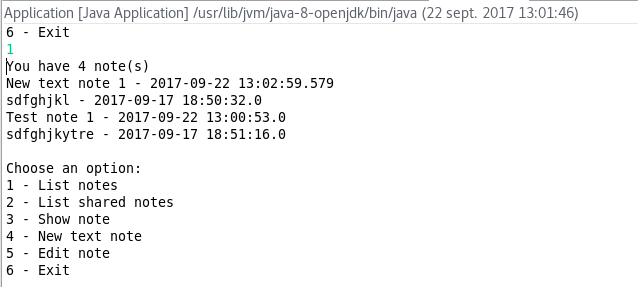 Application [Java Application] /usr/lib/jvm/java-8-openjdk/bin/java (22 sept. 2017 13:01:46)
6 - Exit
1
You have 4 note(s)
New text note 1 - 2017-09-22 13:02:59.579
sdfghjkl - 2017-09-17 18:50:32.0
Test note 1 - 2017-09-22 13:00:53.0
sdfghjkytre - 2017-09-17 18:51:16.0
Choose an option:
1 - List notes
2 - List shared notes
3 - Show note
4 - New text note
5 - Edit note
6 - Exit